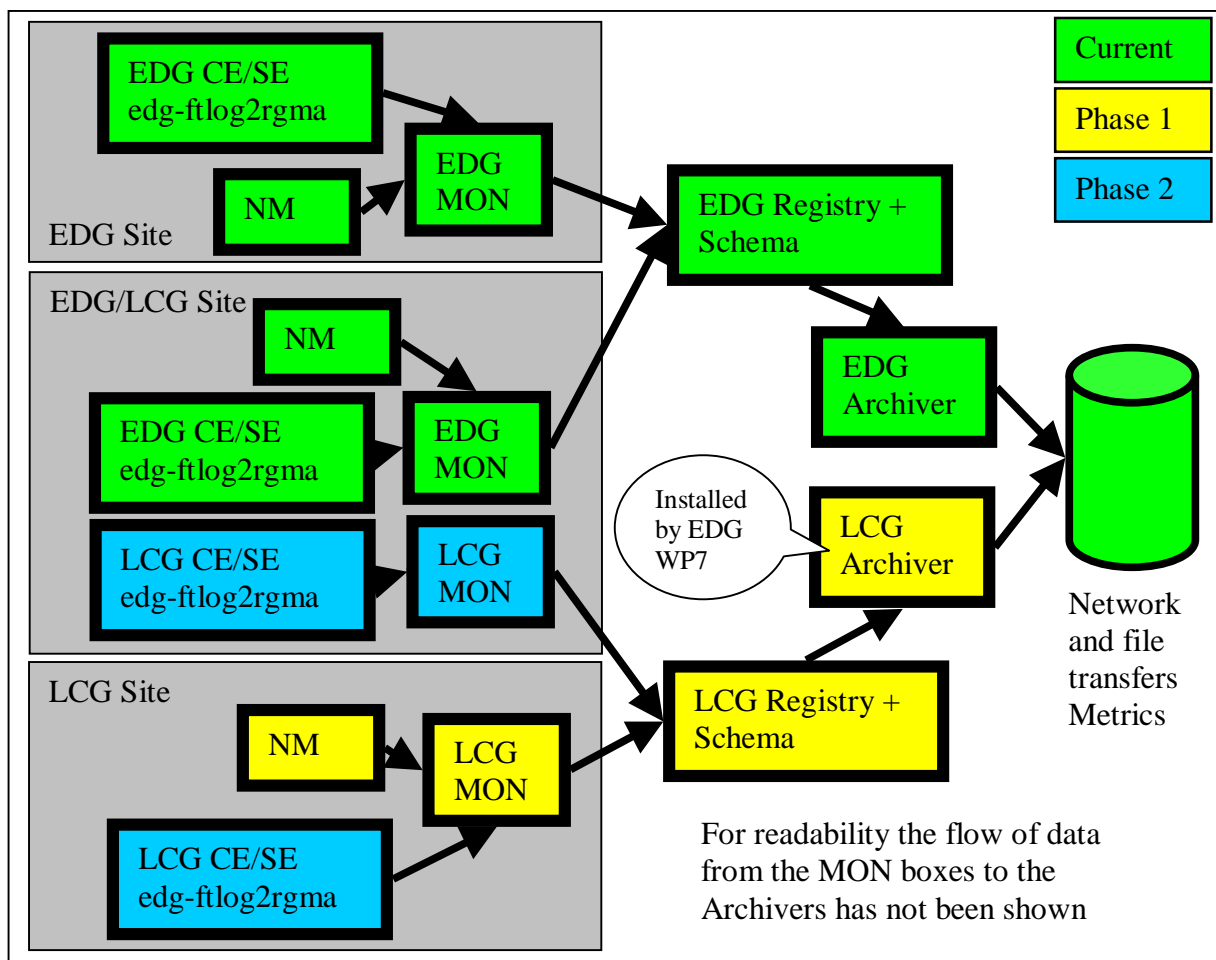 EDG CE/SE
edg-ftlog2rgma
NM
EDG
MON
EDG Site
EDG/LCG Site
NM
EDG CE/SE
edg-ftlog2rgma
EDG
MON
LCG CE/SE
edg-ftlog2rgma
LCG
MON
LCG Site
NM
LCG
MON
LCG CE/SE
edg-ftlog2rgma
EDG Registry +
Schema
EDG
Archiver
Installed
by EDG
WP7
LCG
Archiver
LCG Registry +
Schema
Current
Phase 1
Phase 2
Network
and file
transfers
Metrics
For readability the flow of data
from the MON boxes to the
Archivers has not been shown